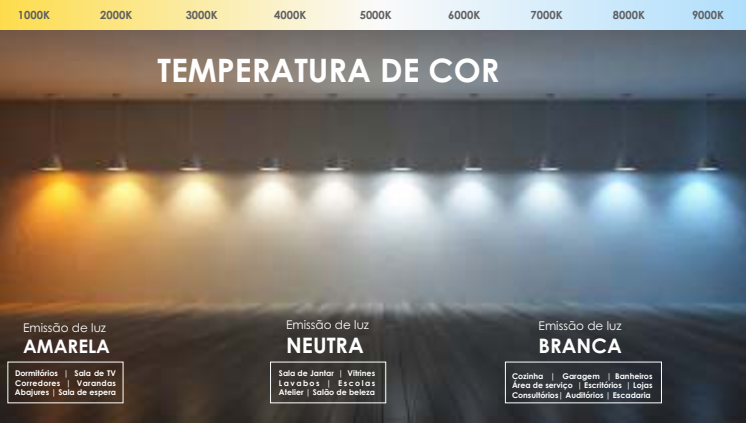 1000K 2000K 3000K 4000K 5000K 6000K 7000K 8000K 9000K
TEMPERATURA DE COR
Emissão de luz
AMARELA
Dormitórios | Sala de TV
Corredores | Varandas
Abajures | Sala de espera
Emissão de luz
NEUTRA
Sala de Jantar | Vitrines
Lavabos | Escolas
Atelier | Salão de beleza
Emissão de luz
BRANCA
Cozinha | Garagem | Banheiros
Área de serviço | Escritórios | Lojas
Consultórios | Auditórios | Escadaria